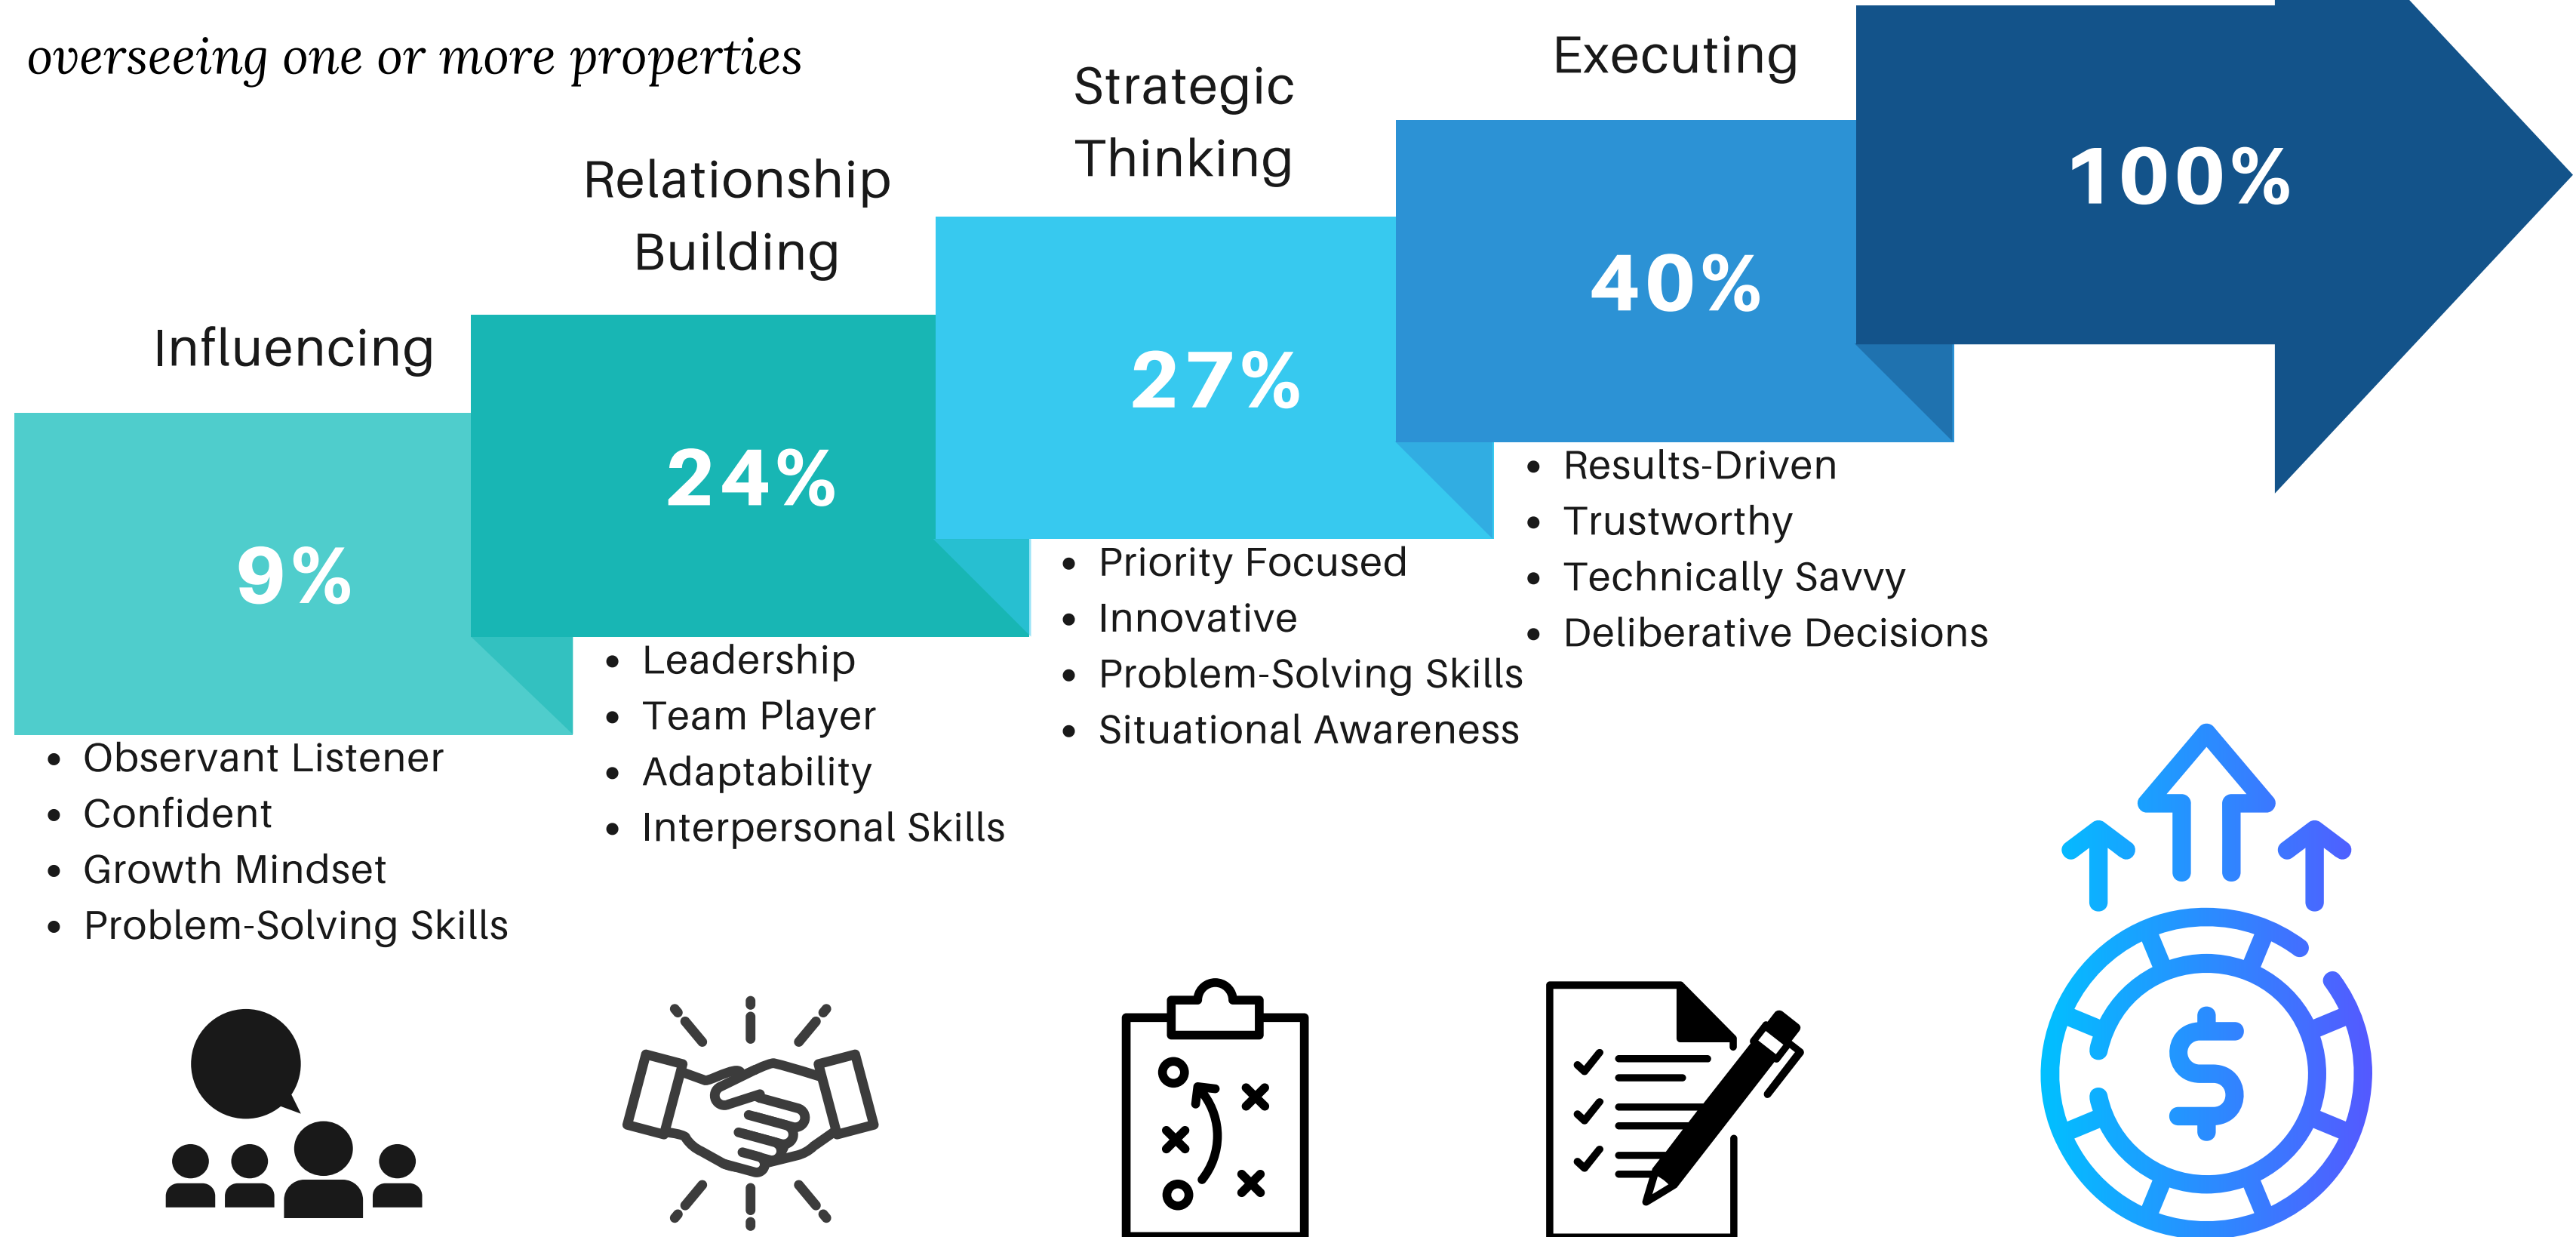 overseeing one or more properties
Influencing
9%
• Observant Listener
• Confident
• Growth Mindset
• Problem-Solving Skills
Relationship
Building
24%
• Leadership
• Team Player
• Adaptability
• Interpersonal Skills
Strategic
Thinking
27%
• Priority Focused
• Innovative
• Problem-Solving Skills
• Situational Awareness
Executing
40%
• Results-Driven
• Trustworthy
• Technically Savvy
• Deliberative Decisions
100%
$